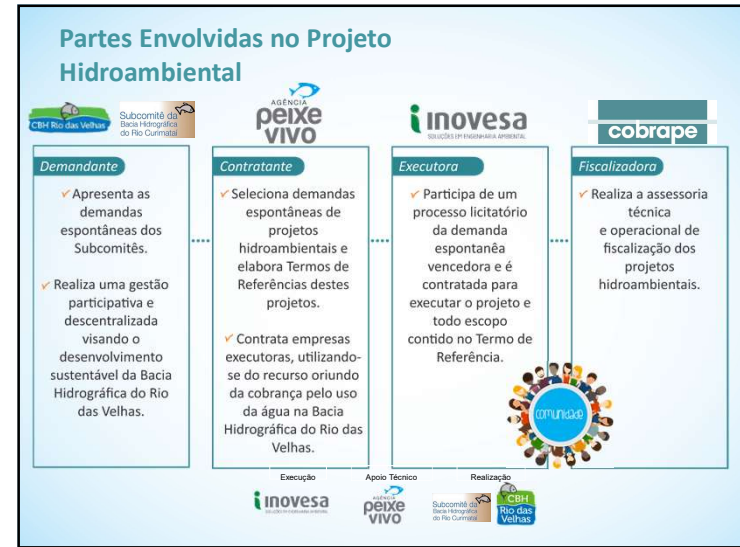 Partes Envolvidas no Projeto
Hidroambiental
CBH Rio das Velhas
Subcomitê da
Bacia Hidrográfica
do Rio Curimataí
AGÊNCIA
peixe
vivo
inovesa
SOLUÇÕES EM ENGENHARIA AMBIENTAL
cobrape
Demandante
Apresenta as
demandas
espontâneas dos
Subcomitês.
Realiza uma gestão
participativa e
descentralizada
visando o
desenvolvimento
sustentável da Bacia
Hidrográfica do Rio
das Velhas.
Contratante
Seleciona demandas
espontâneas de
projetos
hidroambientais e
elabora Termos de
Referências destes
projetos.
Contrata empresas
executoras, utilizando-
se do recurso oriundo
da cobrança pelo uso
da água na Bacia
Hidrográfica do Rio das
Velhas.
Executora
Participa de um
processo licitatório
da demanda
espontanêa
vencedora e é
contratada para
executar o projeto e
todo escopo
contido no Termo de
Referência.
Fiscalizadora
Realiza a assessoria
técnica
e operacional de
fiscalização dos
projetos
hidroambientais.
comunidade
Execução
Apoio Técnico
Realização
inovesa
SOLUÇÕES EM ENGENHARIA AMBIENTAL
AGÊNCIA
peixe
vivo
Subcomitê da
Bacia Hidrográfica
do Rio Curimataí
CBH
Rio das
Velhas